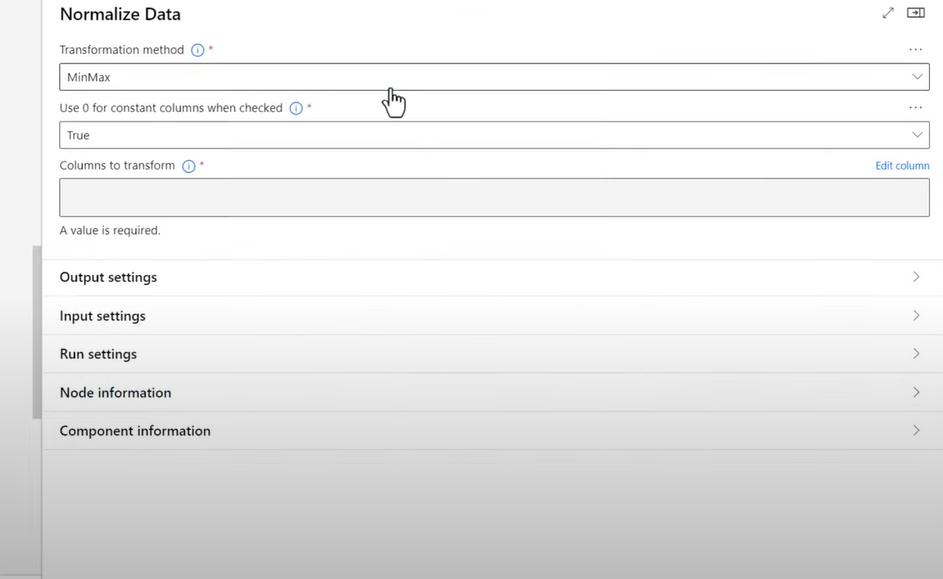 Normalize Data
Transformation method *
MinMax
Use 0 for constant columns when checked *
True
Columns to transform * Edit column
A value is required.
Output settings
Input settings
Run settings
Node information
Component information